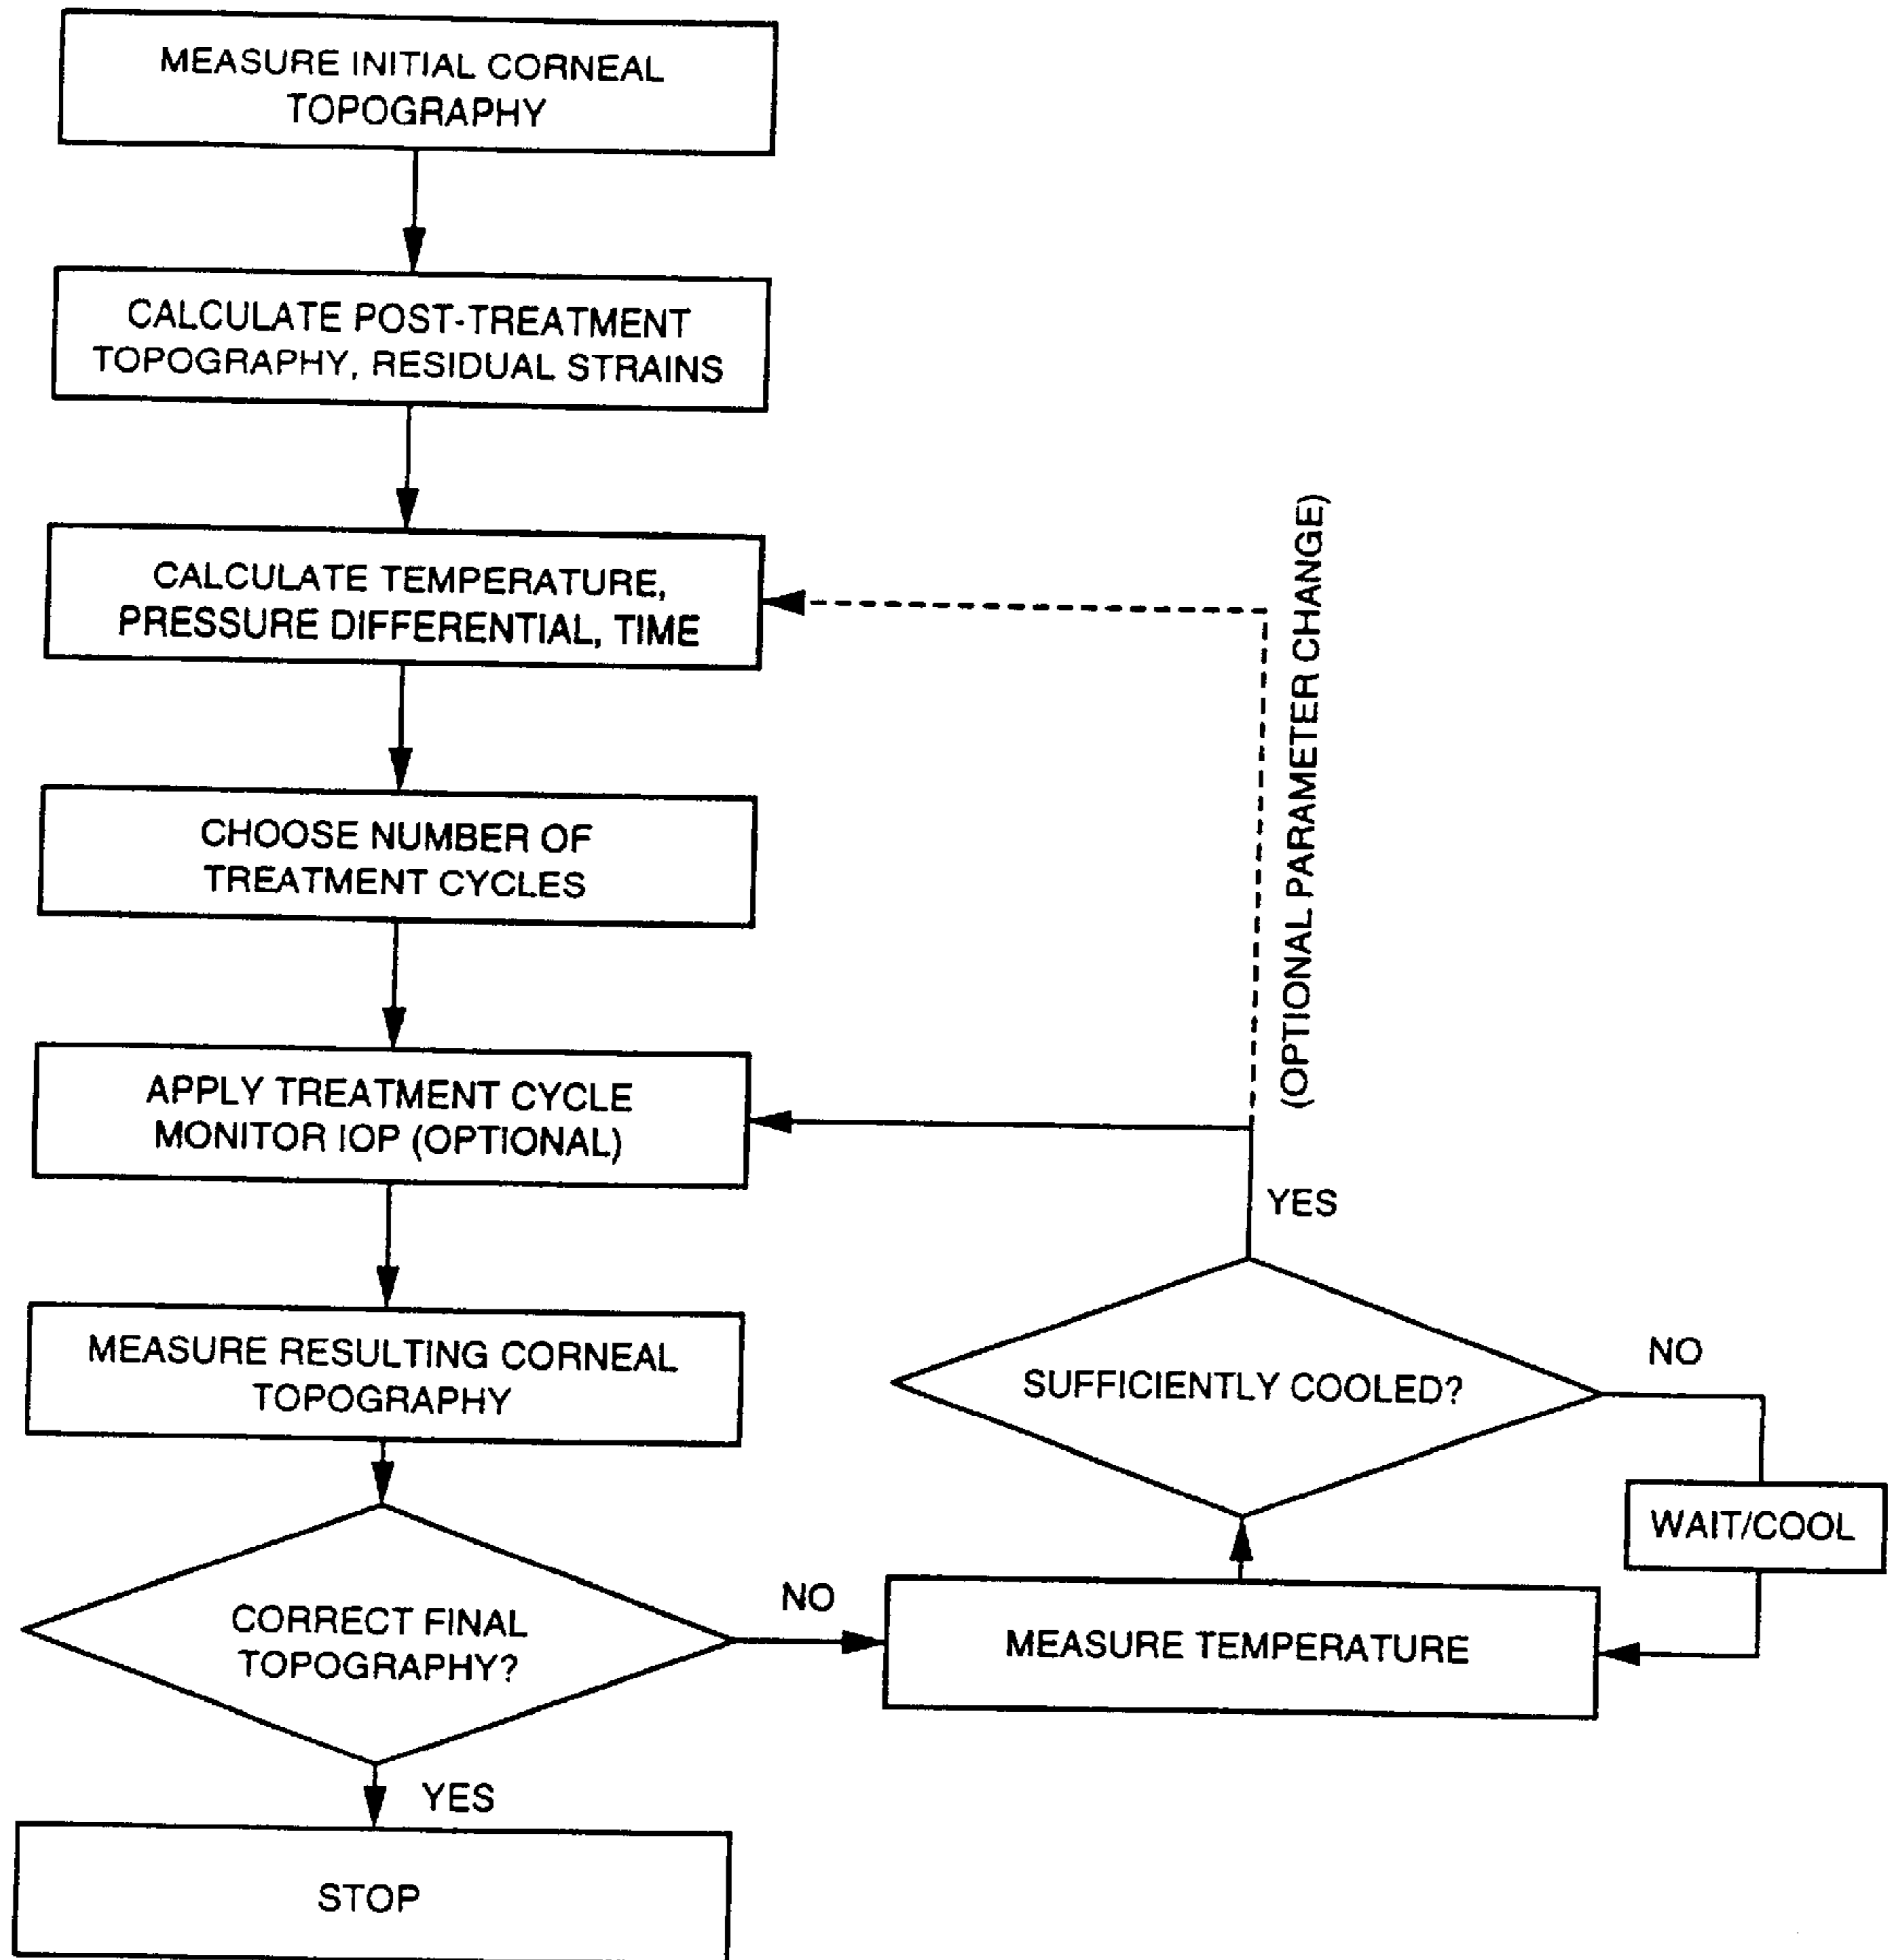 MEASURE INITIAL CORNEAL
TOPOGRAPHY
CALCULATE POST-TREATMENT
TOPOGRAPHY, RESIDUAL STRAINS
CALCULATE TEMPERATURE,
PRESSURE DIFFERENTIAL, TIME
(OPTIONAL PARAMETER CHANGE)
CHOOSE NUMBER OF
TREATMENT CYCLES
APPLY TREATMENT CYCLE
MONITOR IOP (OPTIONAL)
YES
MEASURE RESULTING CORNEAL
TOPOGRAPHY
SUFFICIENTLY COOLED?
NO
WAIT/COOL
CORRECT FINAL
TOPOGRAPHY?
NO
MEASURE TEMPERATURE
YES
STOP